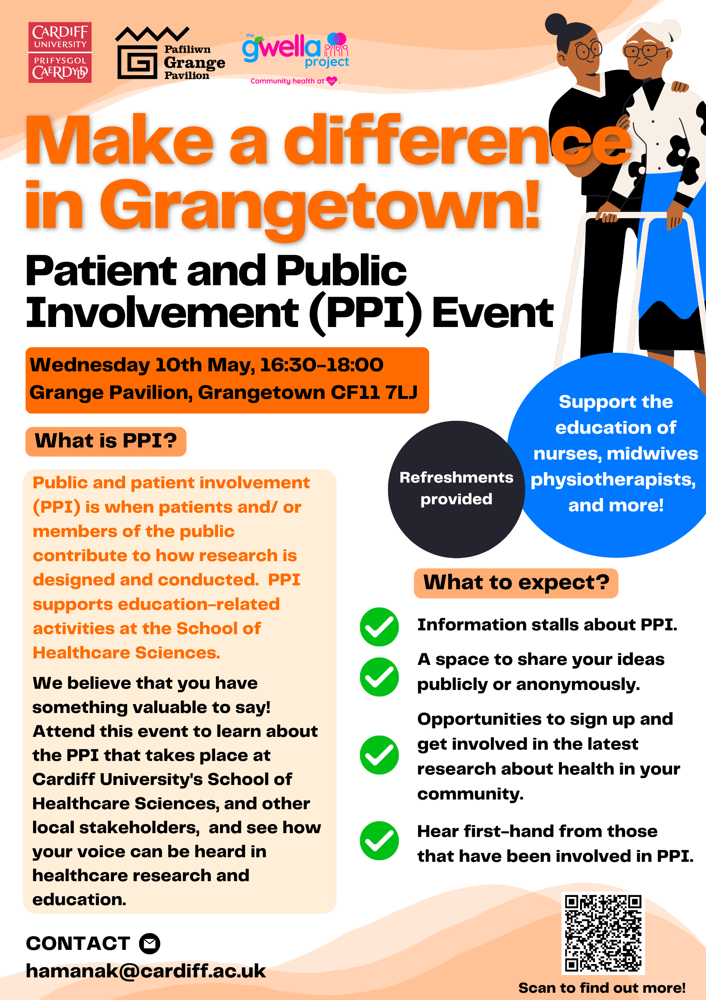 CARDIFF
UNIVERSITY
PRIFYSGOL
CAERDYDD
Pafiliwn
Grange
Pavilion
the
gwella
project
Community health at
Make a difference
in Grangetown!
Patient and Public
Involvement (PPI) Event
Wednesday 10th May, 16:30-18:00
Grange Pavilion, Grangetown CF11 7LJ
What is PPI?
Public and patient involvement
(PPI) is when patients and/ or
members of the public
contribute to how research is
designed and conducted.  PPI
supports education-related
activities at the School of
Healthcare Sciences.
We believe that you have
something valuable to say!
Attend this event to learn about
the PPI that takes place at
Cardiff University's School of
Healthcare Sciences, and other
local stakeholders,  and see how
your voice can be heard in
healthcare research and
education.
Support the
education of
nurses, midwives
physiotherapists,
and more!
Refreshments
provided
What to expect?
Information stalls about PPI.
A space to share your ideas
publicly or anonymously.
Opportunities to sign up and
get involved in the latest
research about health in your
community.
Hear first-hand from those
that have been involved in PPI.
CONTACT
hamanak@cardiff.ac.uk
Scan to find out more!